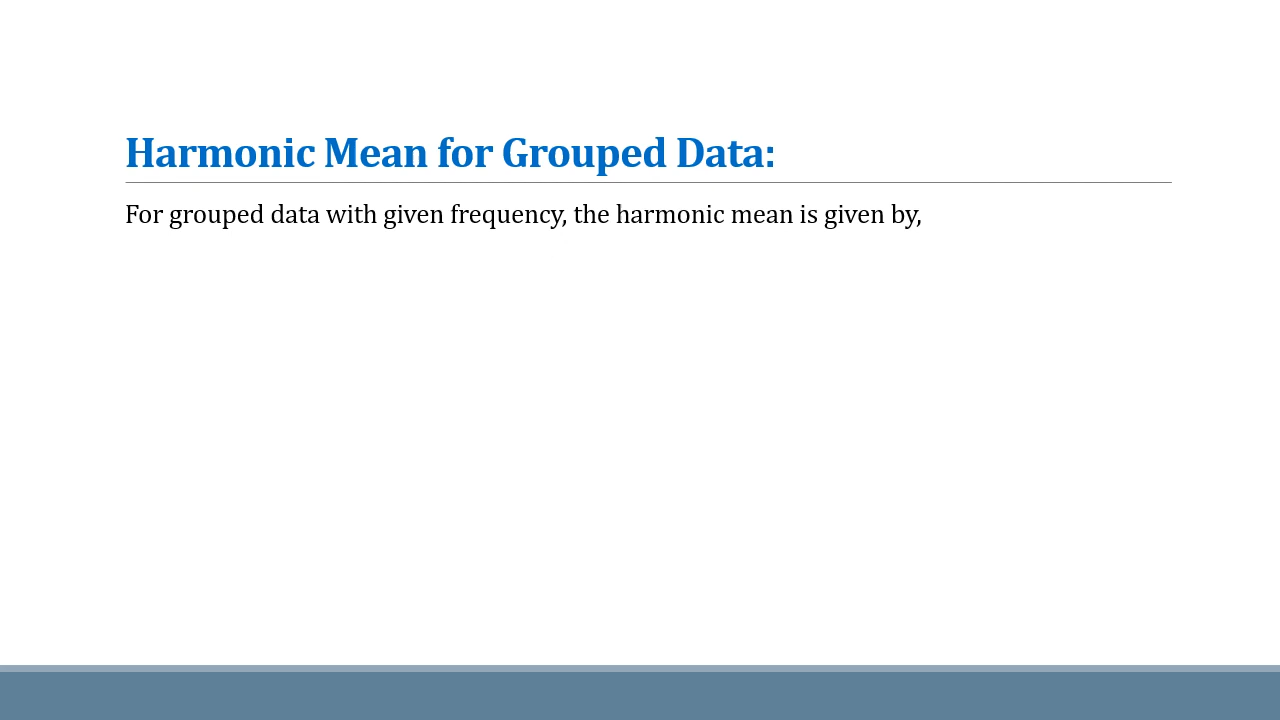 Harmonic Mean for Grouped Data:
For grouped data with given frequency, the harmonic mean is given by,